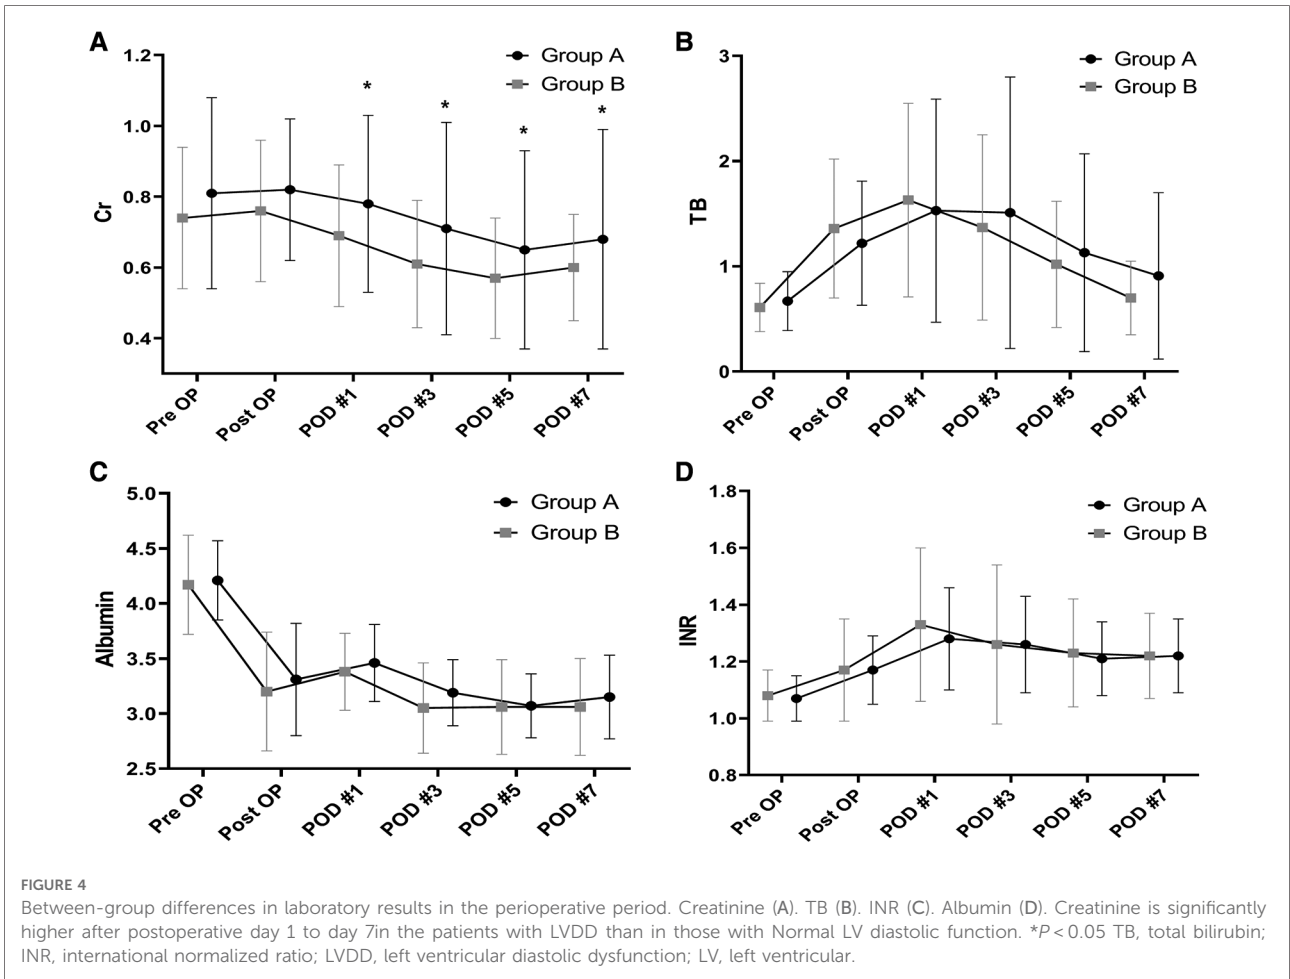 A
1.2
1.0
0.8
0.6
0.4
Cr
Group A
Group B
*
*
*
*
Pre OP
Post OP
POD #1
POD #3
POD #5
POD #7
B
3
2
1
0
TB
Group A
Group B
Pre OP
Post OP
POD #1
POD #3
POD #5
POD #7
C
5.0
4.5
4.0
3.5
3.0
2.5
Albumin
Group A
Group B
Pre OP
Post OP
POD #1
POD #3
POD #5
POD #7
D
1.8
1.6
1.4
1.2
1.0
0.8
INR
Group A
Group B
Pre OP
Post OP
POD #1
POD #3
POD #5
POD #7
FIGURE 4
Between-group differences in laboratory results in the perioperative period. Creatinine (A). TB (B). INR (C). Albumin (D). Creatinine is significantly
higher after postoperative day 1 to day 7in the patients with LVDD than in those with Normal LV diastolic function. *P < 0.05 TB, total bilirubin;
INR, international normalized ratio; LVDD, left ventricular diastolic dysfunction; LV, left ventricular.